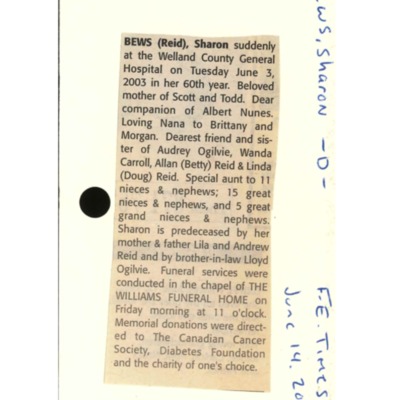 BEWS (Reid), Sharon suddenly
at the Welland County General
Hospital on Tuesday June 3,
2003 in her 60th year. Beloved
mother of Scott and Todd. Dear
companion of Albert Nunes.
Loving Nana to Brittany and
Morgan. Dearest friend and sis-
ter of Audrey Ogilvie, Wanda
Carroll, Allan (Betty) Reid & Linda
(Doug) Reid. Special aunt to 11
nieces & nephews; 15 great
nieces & nephews, and 5 great
grand nieces & nephews.
Sharon is predeceased by her
mother & father Lila and Andrew
Reid and by brother-in-law Lloyd
Ogilvie. Funeral services were
conducted in the chapel of THE
WILLIAMS FUNERAL HOME on
Friday morning at 11 o'clock.
Memorial donations were direct-
ed to The Canadian Cancer
Society, Diabetes Foundation
and the charity of one's choice.
WS, SHARON -D-
F.E. Times
June 14. 20